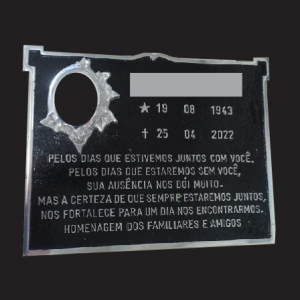 ★ 19 08 1943
✝ 25 04 2022
PELOS DIAS QUE ESTIVEMOS JUNTOS COM VOCÊ,
PELOS DIAS QUE ESTAREMOS SEM VOCÊ,
SUA AUSÊNCIA NOS DÓI MUITO.
MAS A CERTEZA DE QUE SEMPRE ESTAREMOS JUNTOS,
NOS FORTALECE PARA UM DIA NOS ENCONTRARMOS.
HOMENAGEM DOS FAMILIARES E AMIGOS